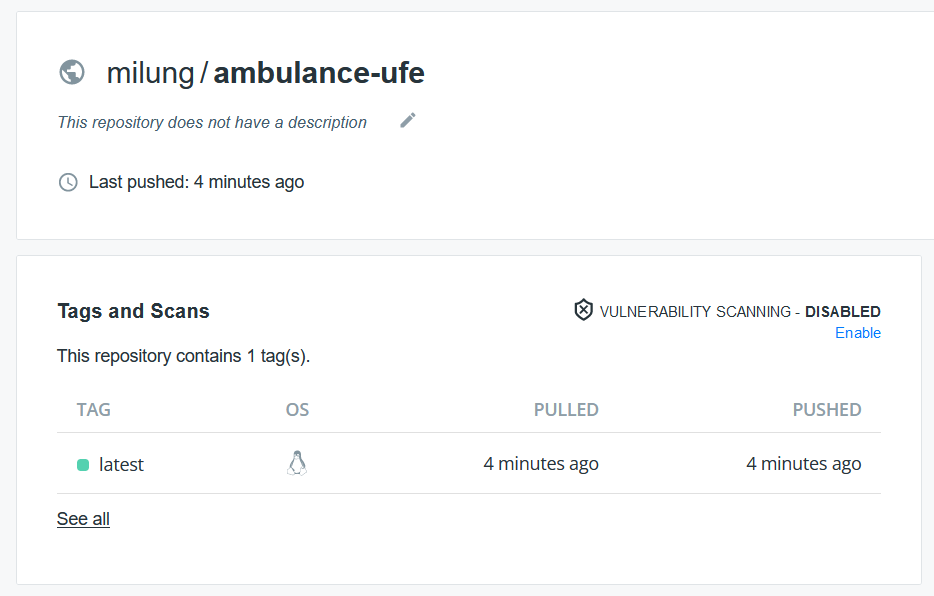 milung / ambulance-ufe
This repository does not have a description
Last pushed: 4 minutes ago
Tags and Scans
VULNERABILITY SCANNING - DISABLED
Enable
This repository contains 1 tag(s).
TAG OS PULLED PUSHED
latest 4 minutes ago 4 minutes ago
See all